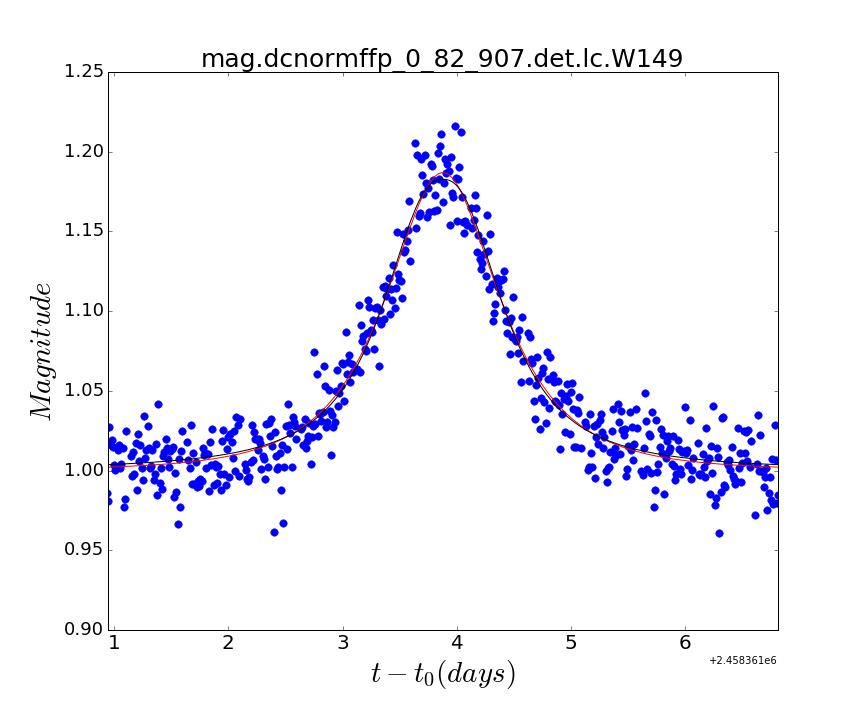 mag.dcnormffp_0_82_907.det.lc.W149
1.25
1.20
1.15
1.10
1.05
1.00
0.95
0.90
Magnitude
1 2 3 4 5 6
+2.458361e6
t − t₀(days)